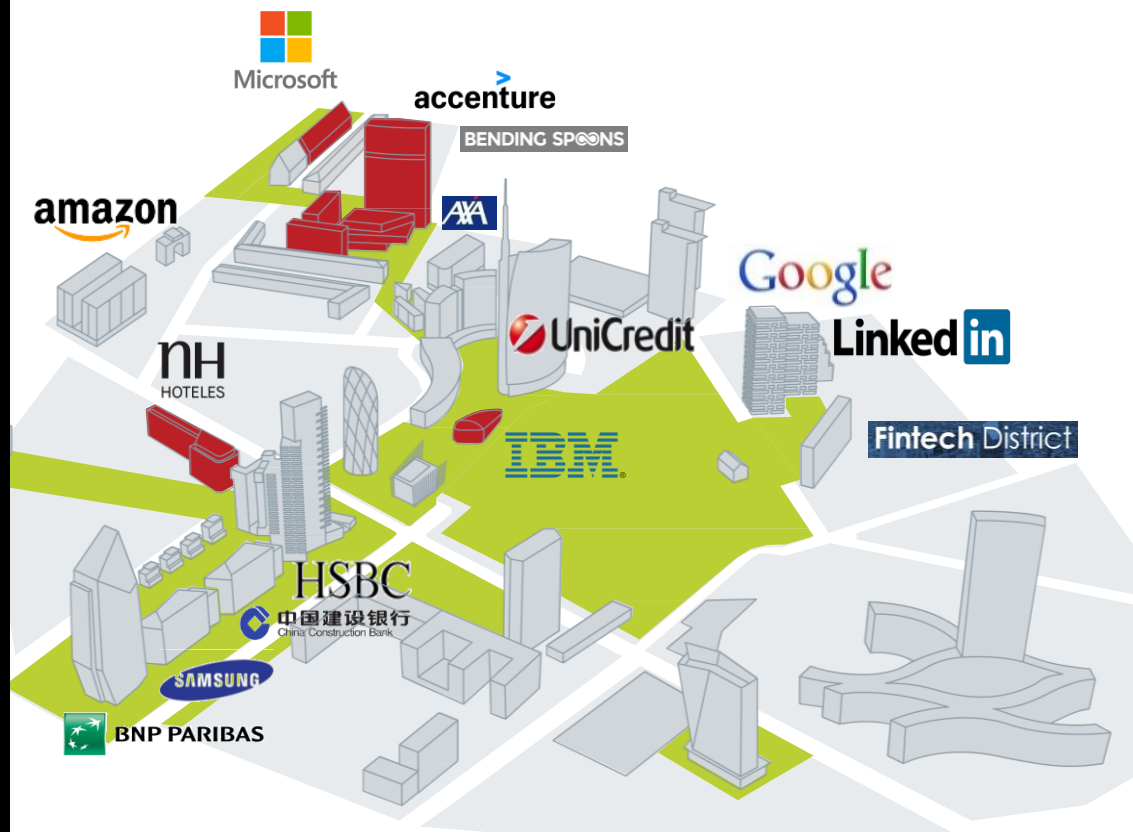 Microsoft
accenture
BENDING SPOONS
amazon
AXA
Google
UniCredit
Linked in
NH
HOTELES
Fintech District
IBM®
HSBC
中国建设银行
China Construction Bank
SAMSUNG
BNP PARIBAS